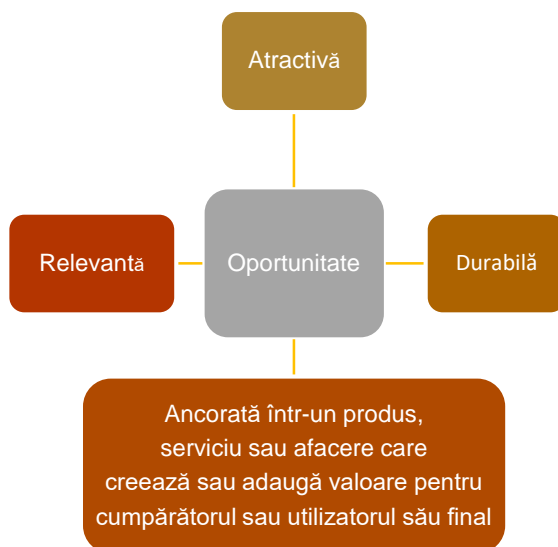 Atractivă
Relevantă
Oportunitate
Durabilă
Ancorată într-un produs,
serviciu sau afacere care
creează sau adaugă valoare pentru
cumpărătorul sau utilizatorul său final